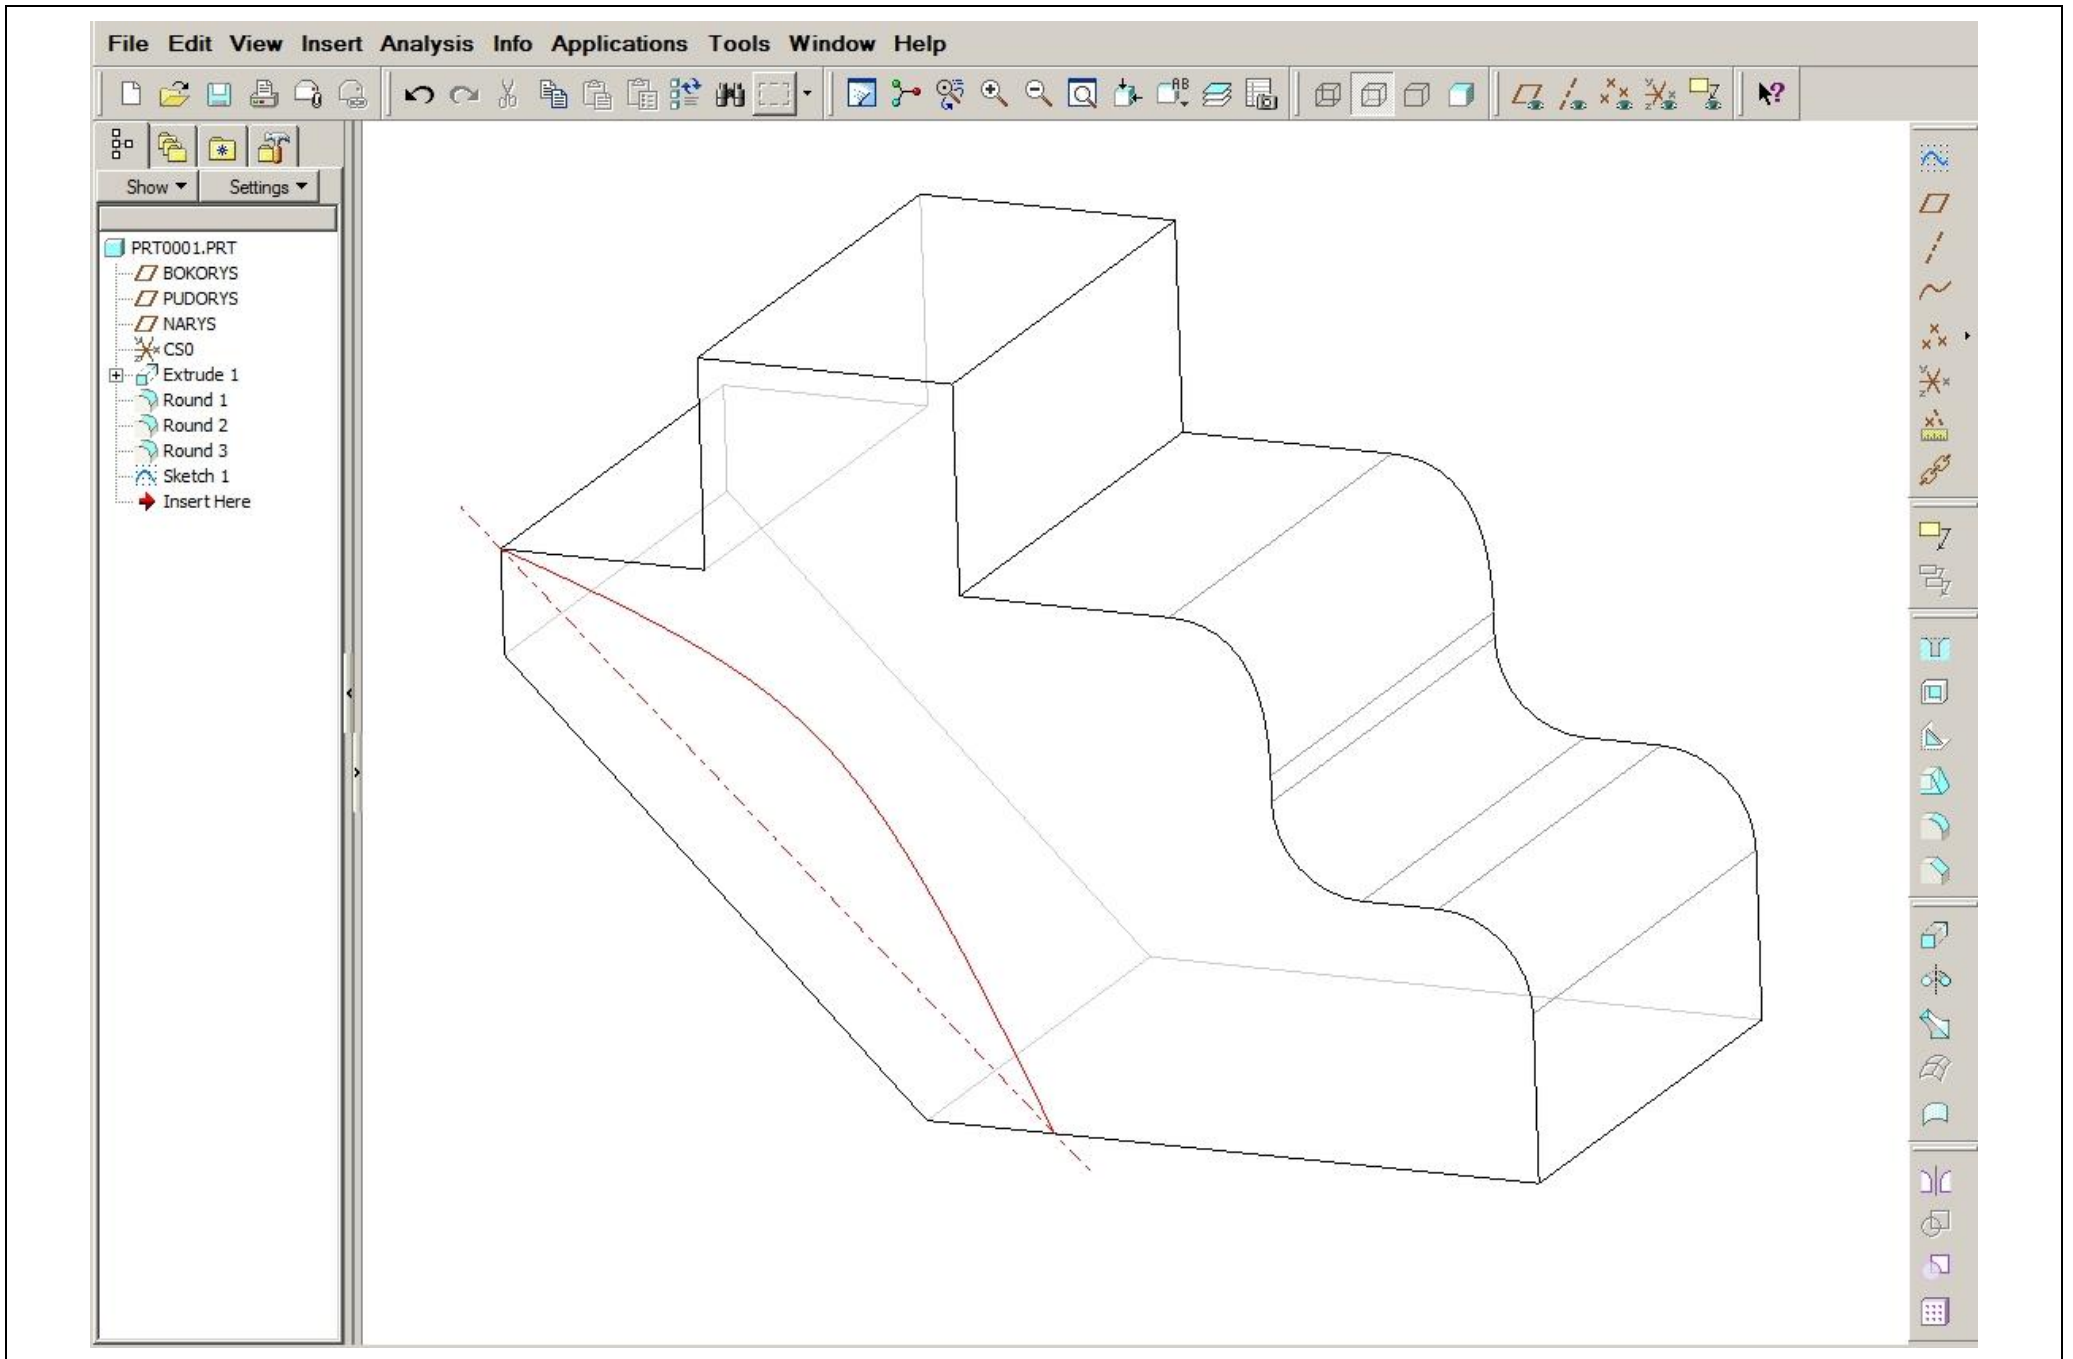 File Edit View Insert Analysis Info Applications Tools Window Help
Show Settings
PRT0001.PRT
BOKORYS
PUDORYS
NARYS
CS0
Extrude 1
Round 1
Round 2
Round 3
Sketch 1
Insert Here